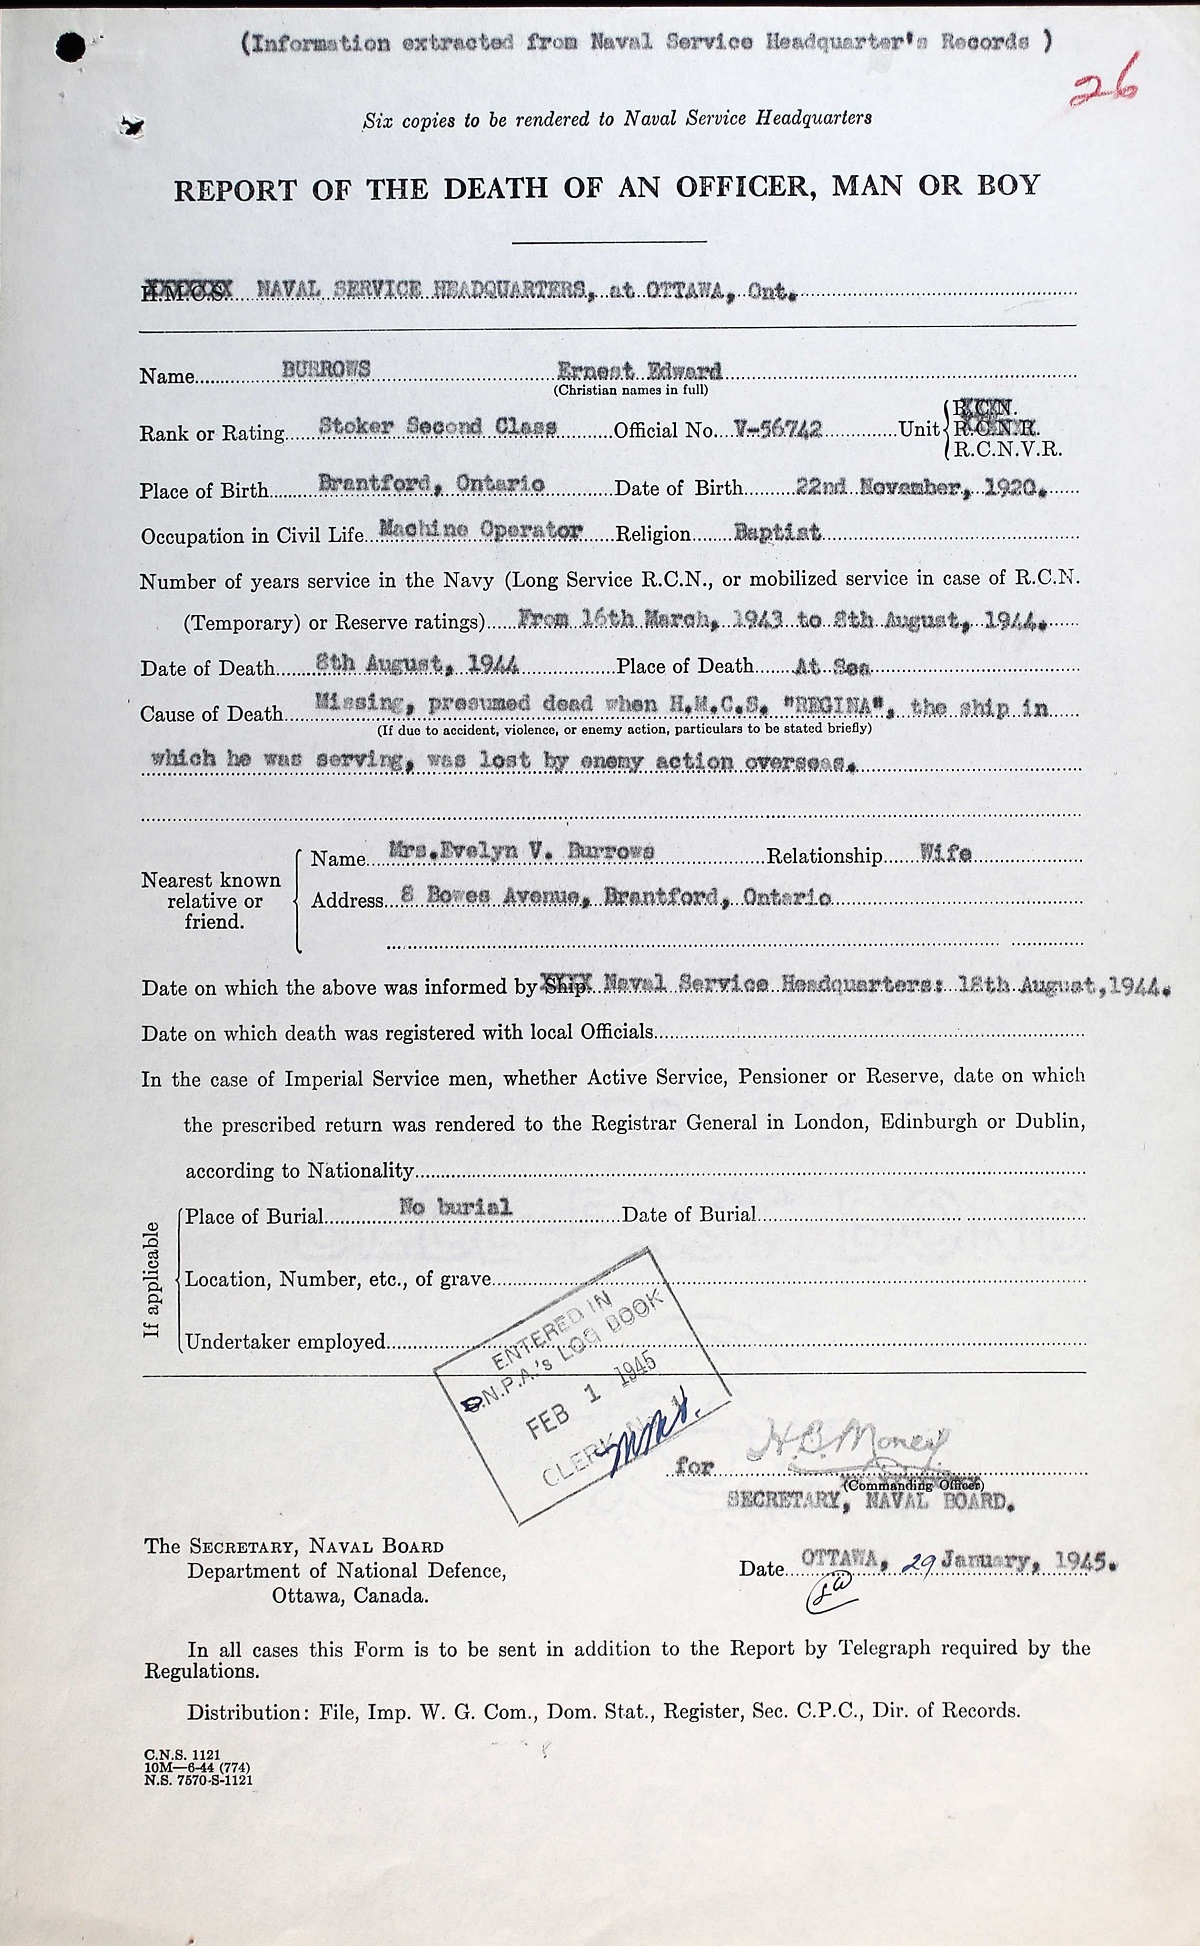 (Information extracted from Naval Service Headquarter's Records )
26
Six copies to be rendered to Naval Service Headquarters
REPORT OF THE DEATH OF AN OFFICER, MAN OR BOY
H.M.C.S. NAVAL SERVICE HEADQUARTERS, at OTTAWA, Ont.
Name BURROWS Ernest Edward
(Christian names in full)
Rank or Rating Stoker Second Class Official No. V-56742 Unit R.C.N.
R.C.N.R.
R.C.N.V.R.
Place of Birth Brantford, Ontario Date of Birth 22nd November, 1920.
Occupation in Civil Life Machine Operator Religion Baptist
Number of years service in the Navy (Long Service R.C.N., or mobilized service in case of R.C.N.
(Temporary) or Reserve ratings) From 16th March, 1943 to 8th August, 1944.
Date of Death 8th August, 1944 Place of Death At Sea
Cause of Death Missing, presumed dead when H.M.C.S. "REGINA", the ship in
(If due to accident, violence, or enemy action, particulars to be stated briefly)
which he was serving, was lost by enemy action overseas.
Nearest known relative or friend.
Name Mrs.Evelyn V. Burrows Relationship Wife
Address 8 Bowes Avenue, Brantford, Ontario
Date on which the above was informed by Ship Naval Service Headquarters: 18th August, 1944.
Date on which death was registered with local Officials
In the case of Imperial Service men, whether Active Service, Pensioner or Reserve, date on which
the prescribed return was rendered to the Registrar General in London, Edinburgh or Dublin,
according to Nationality
If applicable
Place of Burial No burial Date of Burial
Location, Number, etc., of grave
Undertaker employed
ENTERED IN
D.N.P.A.'s LOG BOOK
FEB 1 1945
CLERK No.
for H.B. Money
(Commanding Officer)
SECRETARY, NAVAL BOARD.
The SECRETARY, NAVAL BOARD
Department of National Defence,
Ottawa, Canada.
Date OTTAWA, 29 January, 1945.
In all cases this Form is to be sent in addition to the Report by Telegraph required by the
Regulations.
Distribution: File, Imp. W. G. Com., Dom. Stat., Register, Sec. C.P.C., Dir. of Records.
C.N.S. 1121
10M—6-44 (774)
N.S. 7570-S-1121